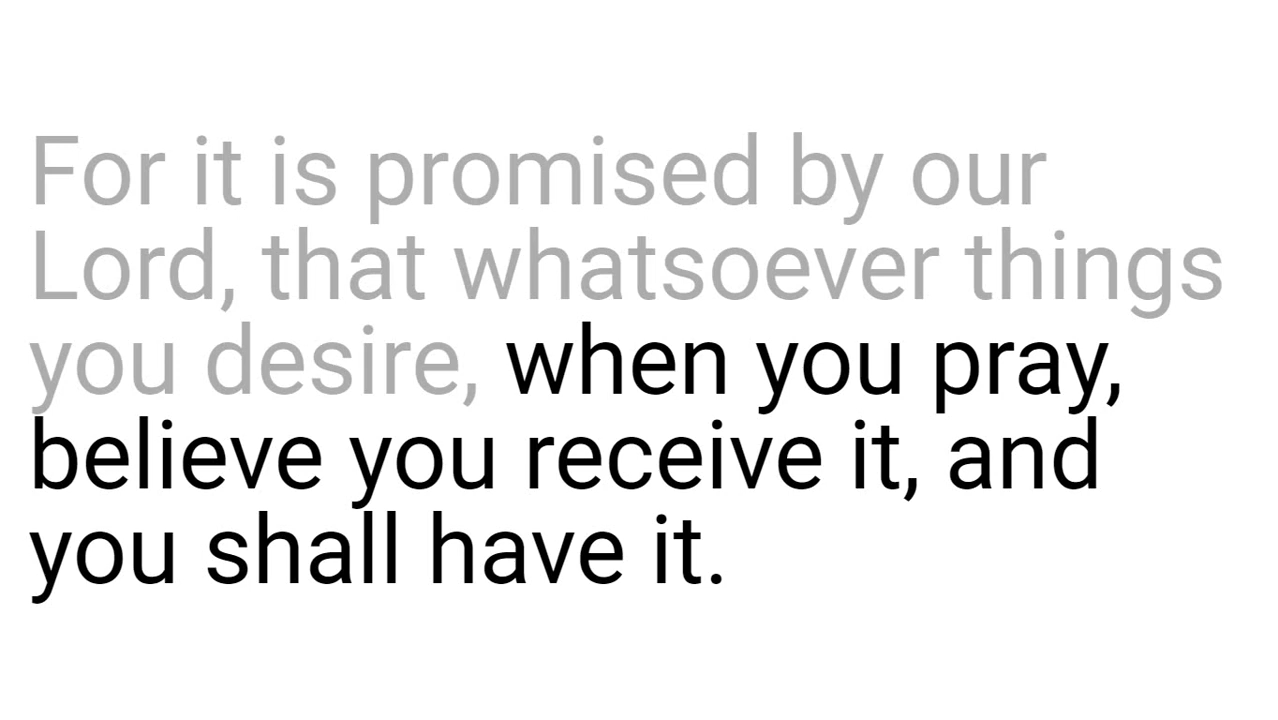 For it is promised by our
Lord, that whatsoever things
you desire, when you pray,
believe you receive it, and
you shall have it.